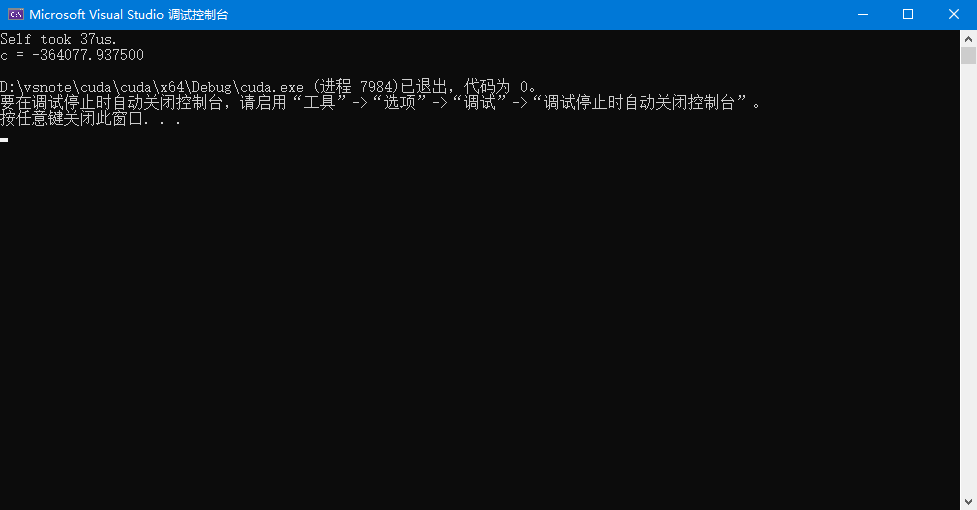 Microsoft Visual Studio 调试控制台
Self took 37us.
c = -364077.937500
D:\vsnote\cuda\cuda\x64\Debug\cuda.exe (进程 7984)已退出，代码为 0。
要在调试停止时自动关闭控制台，请启用“工具”->“选项”->“调试”->“调试停止时自动关闭控制台”。
按任意键关闭此窗口. . .